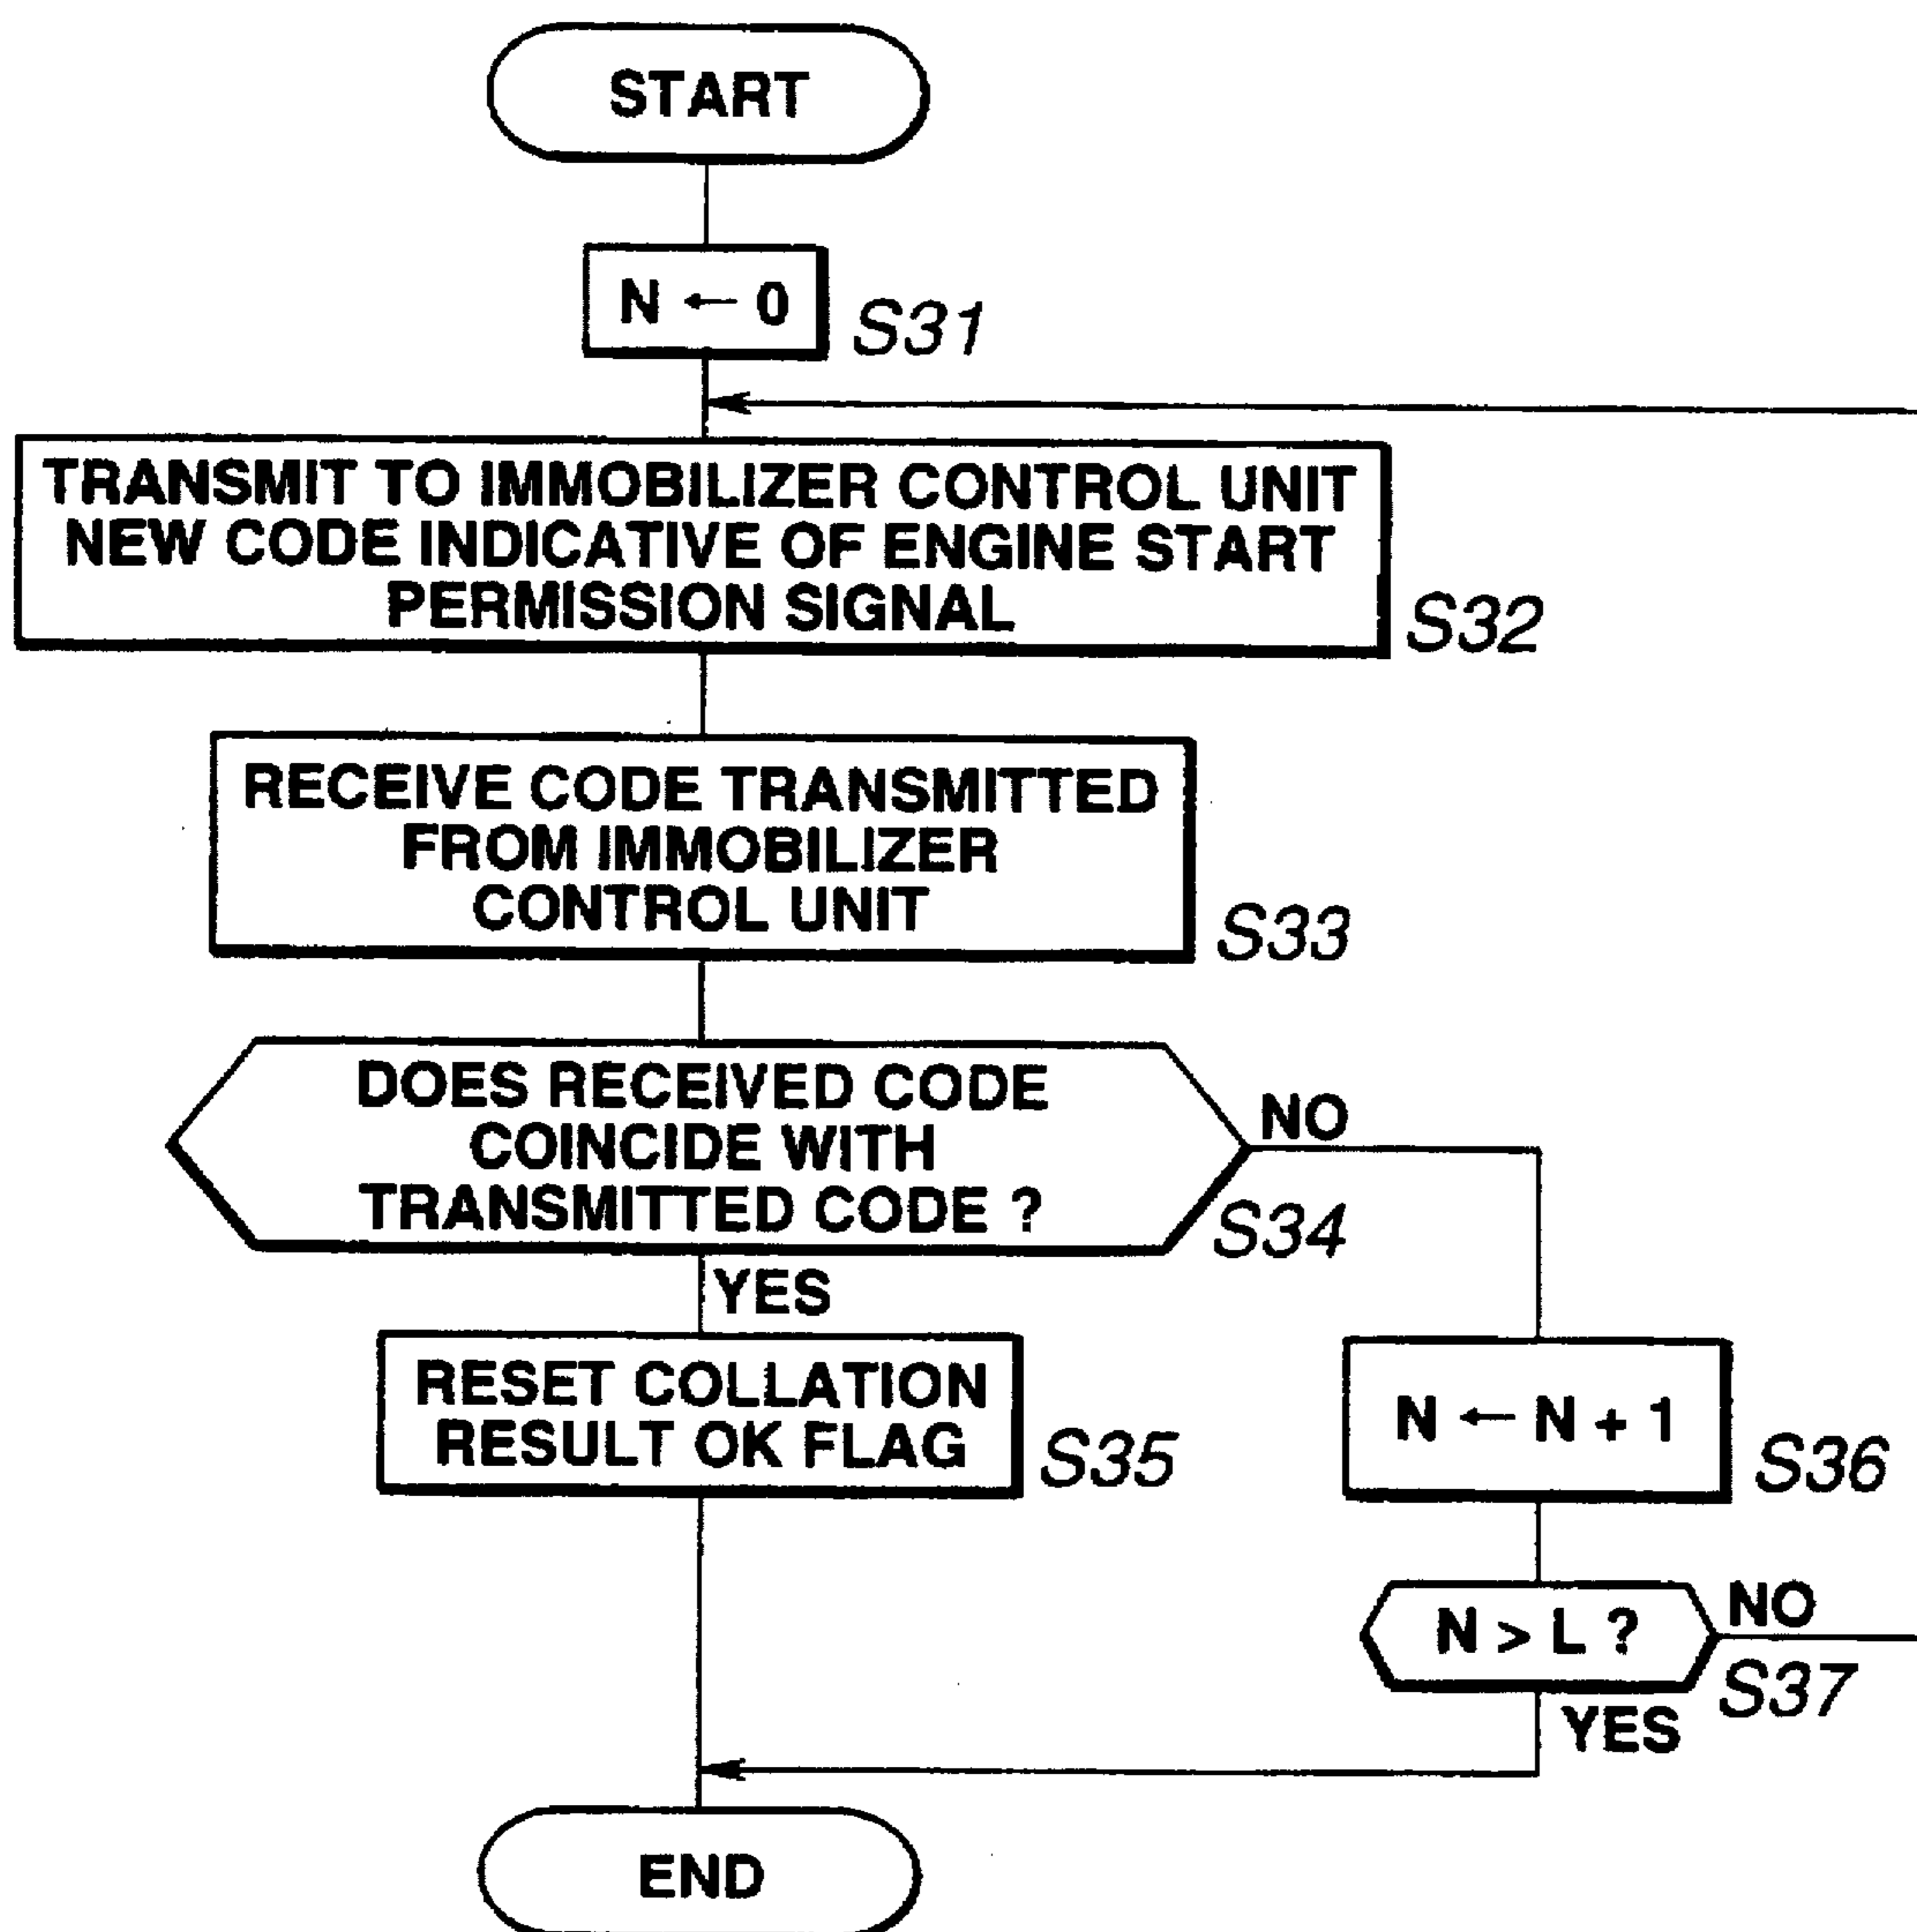 START
N ← 0
S31
TRANSMIT TO IMMOBILIZER CONTROL UNIT
NEW CODE INDICATIVE OF ENGINE START
PERMISSION SIGNAL
S32
RECEIVE CODE TRANSMITTED
FROM IMMOBILIZER
CONTROL UNIT
S33
DOES RECEIVED CODE
COINCIDE WITH
TRANSMITTED CODE ?
NO
S34
YES
RESET COLLATION
RESULT OK FLAG
S35
N ← N + 1
S36
N > L ?
NO
S37
YES
END